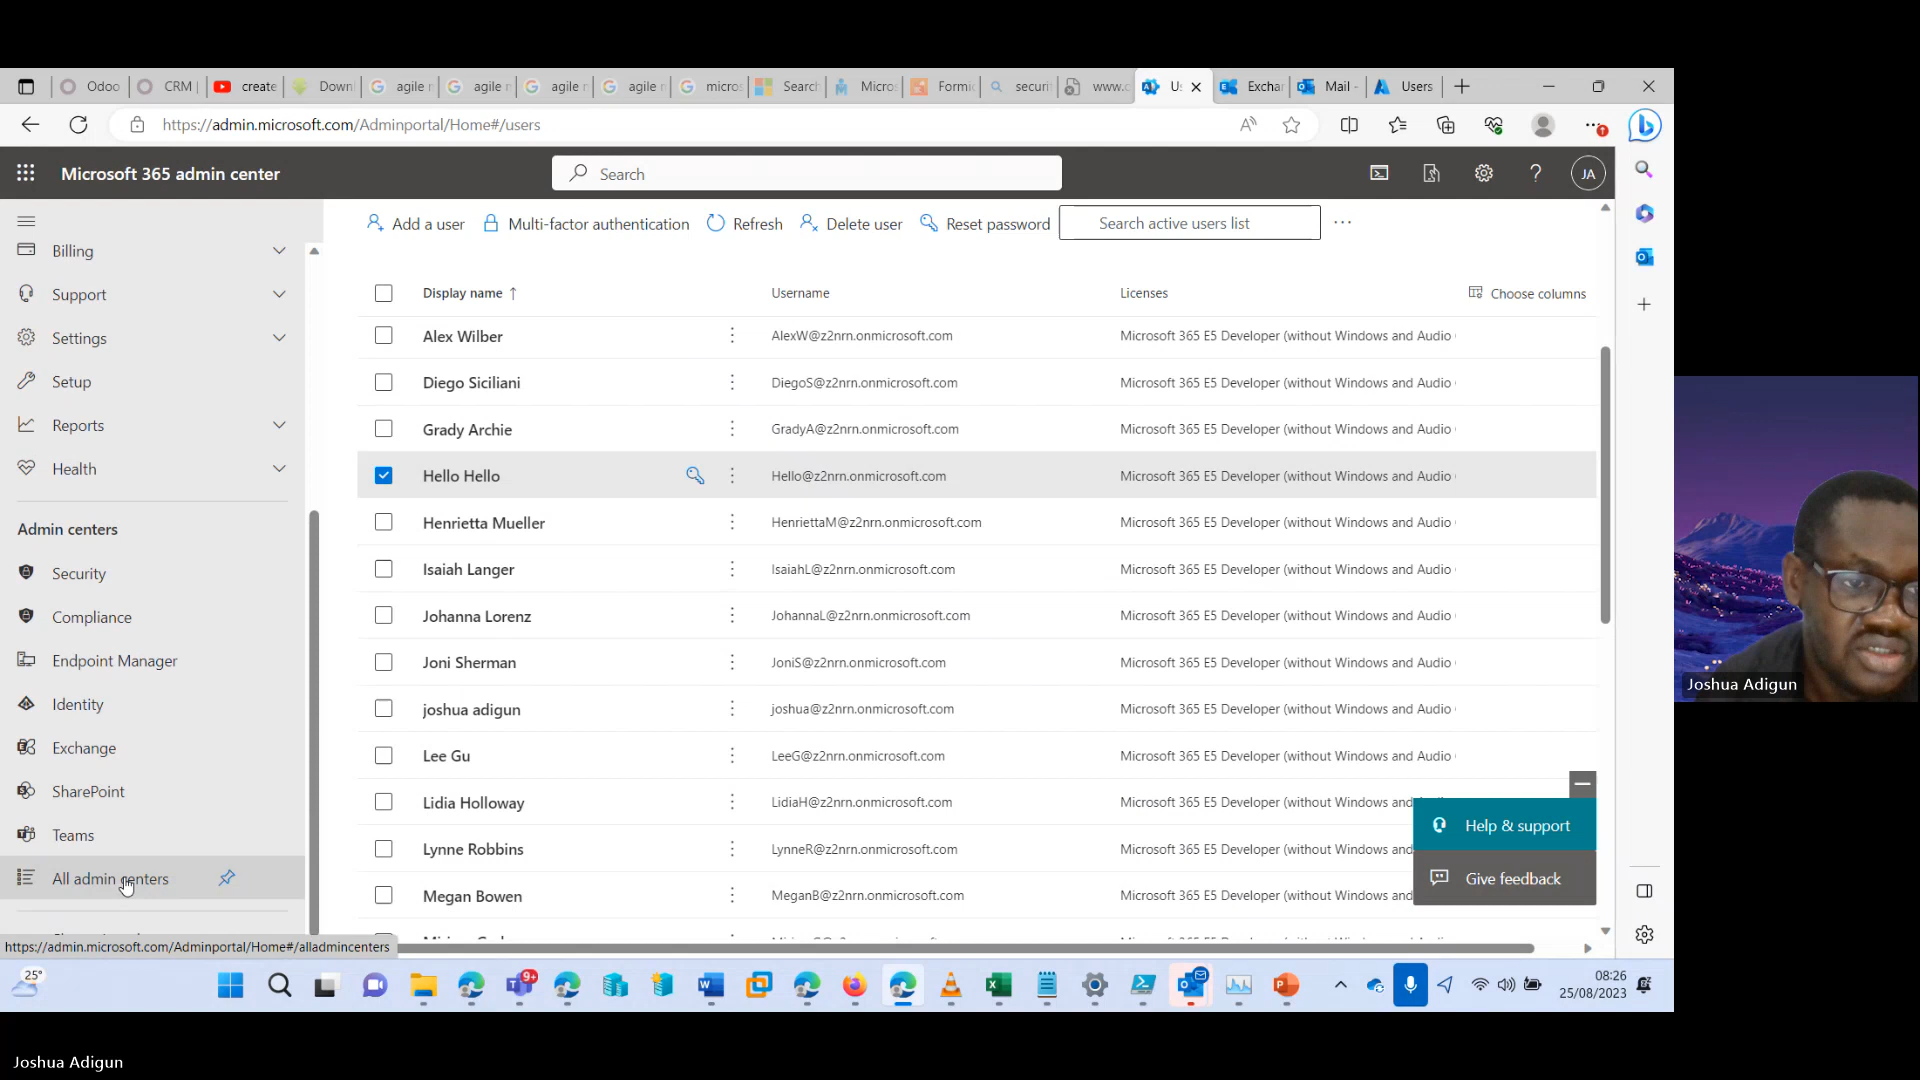 Odoo
CRM
create
Down
agile r
agile n
agile r
agile r
micro
Search
Micro
Formi
securi
www.c
Us
Exchar
Mail -
Users
https://admin.microsoft.com/Adminportal/Home#/users
Microsoft 365 admin center
Search
JA
Billing
Support
Settings
Setup
Reports
Health
Admin centers
Security
Compliance
Endpoint Manager
Identity
Exchange
SharePoint
Teams
All admin centers
https://admin.microsoft.com/Adminportal/Home#/alladmincenters
Add a user Multi-factor authentication Refresh Delete user Reset password Search active users list ...
Display name ↑ Username Licenses Choose columns
Alex Wilber AlexW@z2nrn.onmicrosoft.com Microsoft 365 E5 Developer (without Windows and Audio
Diego Siciliani DiegoS@z2nrn.onmicrosoft.com Microsoft 365 E5 Developer (without Windows and Audio
Grady Archie GradyA@z2nrn.onmicrosoft.com Microsoft 365 E5 Developer (without Windows and Audio
Hello Hello Hello@z2nrn.onmicrosoft.com Microsoft 365 E5 Developer (without Windows and Audio
Henrietta Mueller HenriettaM@z2nrn.onmicrosoft.com Microsoft 365 E5 Developer (without Windows and Audio
Isaiah Langer IsaiahL@z2nrn.onmicrosoft.com Microsoft 365 E5 Developer (without Windows and Audio
Johanna Lorenz JohannaL@z2nrn.onmicrosoft.com Microsoft 365 E5 Developer (without Windows and Audio
Joni Sherman JoniS@z2nrn.onmicrosoft.com Microsoft 365 E5 Developer (without Windows and Audio
joshua adigun joshua@z2nrn.onmicrosoft.com Microsoft 365 E5 Developer (without Windows and Audio
Lee Gu LeeG@z2nrn.onmicrosoft.com Microsoft 365 E5 Developer (without Windows and Audio
Lidia Holloway LidiaH@z2nrn.onmicrosoft.com Microsoft 365 E5 Developer (without Windows and
Lynne Robbins LynneR@z2nrn.onmicrosoft.com Microsoft 365 E5 Developer (without Windows and
Megan Bowen MeganB@z2nrn.onmicrosoft.com Microsoft 365 E5 Developer (without Windows and
Help & support
Give feedback
Joshua Adigun
25°
9+
08:26
25/08/2023
Joshua Adigun